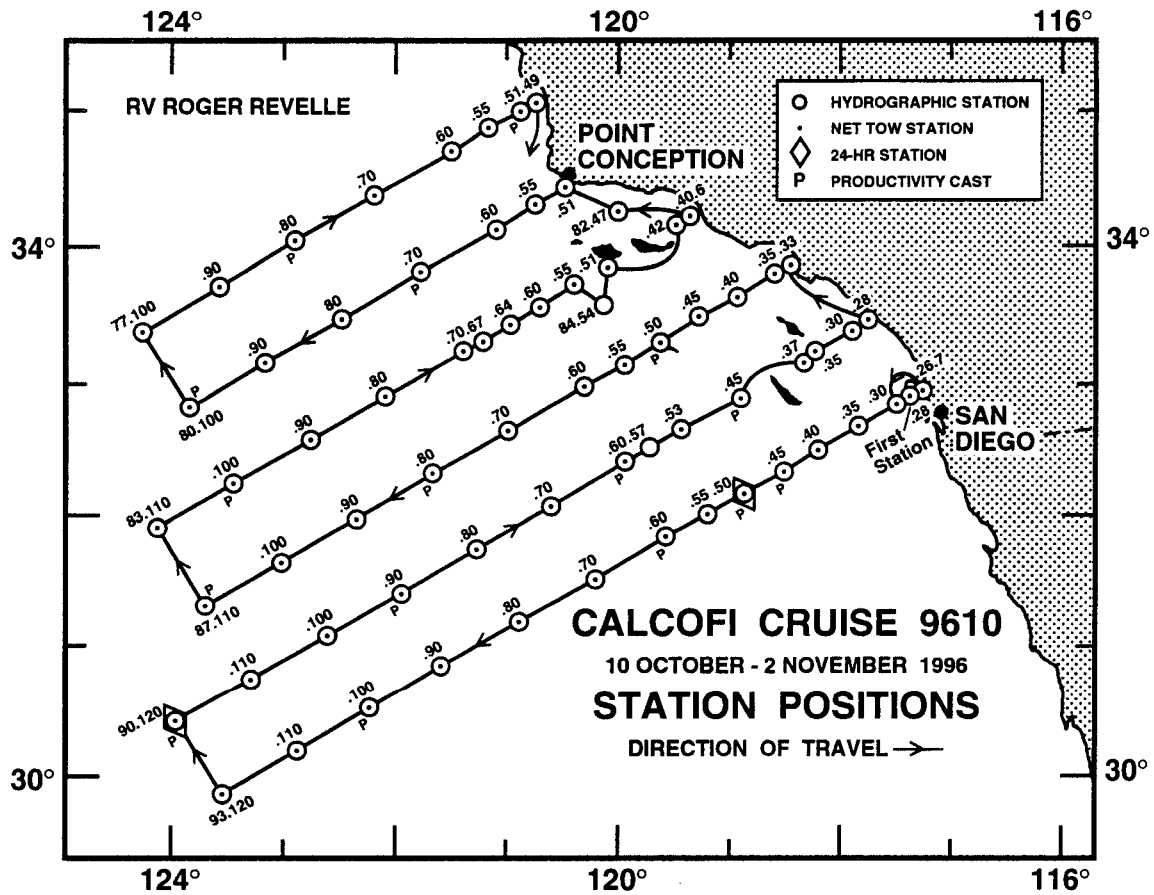 124°
120°
116°
RV ROGER REVELLE
HYDROGRAPHIC STATION
NET TOW STATION
24-HR STATION
P PRODUCTIVITY CAST
POINT
CONCEPTION
34°
34°
77.100
.90
.80
P
.70
.60
.55
.51
.49
P
80.100
P
.90
80
.70
P
.60
.55
.51
82.47
.40.6
.42
83.110
.100
P
.90
.80
.70
.67
.64
.60
.55
84.54
.51
87.110
P
.100
.90
.80
P
.70
.60
.55
.50
P
.45
.40
.35
.33
90.120
P
.110
.100
.90
P
.80
.70
.60
P
.57
.53
.45
P
.37
.35
.30
.28
93.120
.110
.100
P
.90
.80
.70
.60
P
.55
.50
P
.45
P
.40
.35
.30
.28
.26.7
First
Station
SAN
DIEGO
CALCOFI CRUISE 9610
10 OCTOBER - 2 NOVEMBER 1996
STATION POSITIONS
DIRECTION OF TRAVEL
30°
30°
124°
120°
116°